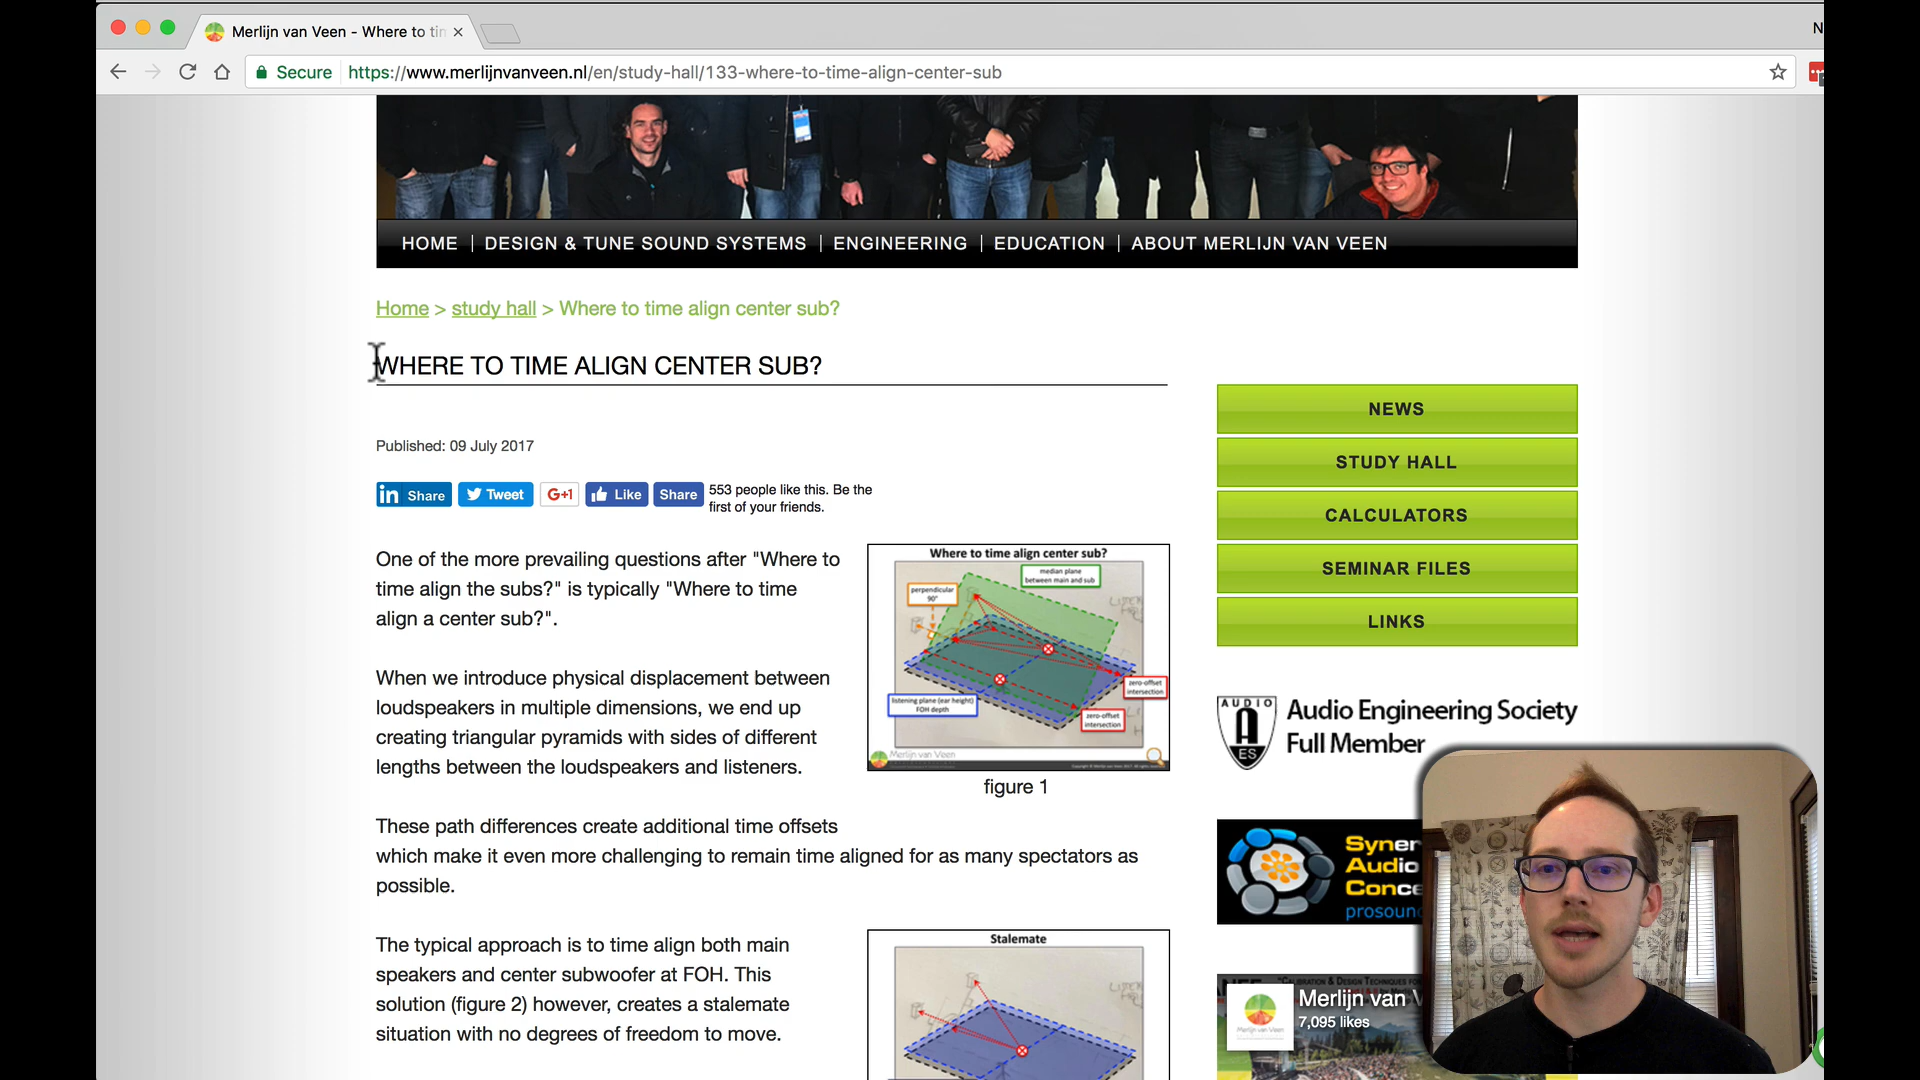 Merlijn van Veen - Where to tim
N
Secure
https://www.merlijnvanveen.nl/en/study-hall/133-where-to-time-align-center-sub
HOME
DESIGN & TUNE SOUND SYSTEMS
ENGINEERING
EDUCATION
ABOUT MERLIJN VAN VEEN
Home > study hall > Where to time align center sub?
WHERE TO TIME ALIGN CENTER SUB?
Published: 09 July 2017
in Share
Tweet
G+1
Like
Share
553 people like this. Be the
first of your friends.
One of the more prevailing questions after "Where to
time align the subs?" is typically "Where to time
align a center sub?".
When we introduce physical displacement between
loudspeakers in multiple dimensions, we end up
creating triangular pyramids with sides of different
lengths between the loudspeakers and listeners.
Where to time align center sub?
median plane
between main and sub
perpendicular
90°
listening plane (ear height)
FOH depth
zero-offset
intersection
zero-offset
intersection
Merlijn van Veen
figure 1
These path differences create additional time offsets
which make it even more challenging to remain time aligned for as many spectators as
possible.
The typical approach is to time align both main
speakers and center subwoofer at FOH. This
solution (figure 2) however, creates a stalemate
situation with no degrees of freedom to move.
Stalemate
NEWS
STUDY HALL
CALCULATORS
SEMINAR FILES
LINKS
AUDIO
A
ES
Audio Engineering Society
Full Member
Syner
Audio
Conce
prosoun
Merlijn van V
7,095 likes
Merlijn van Veen